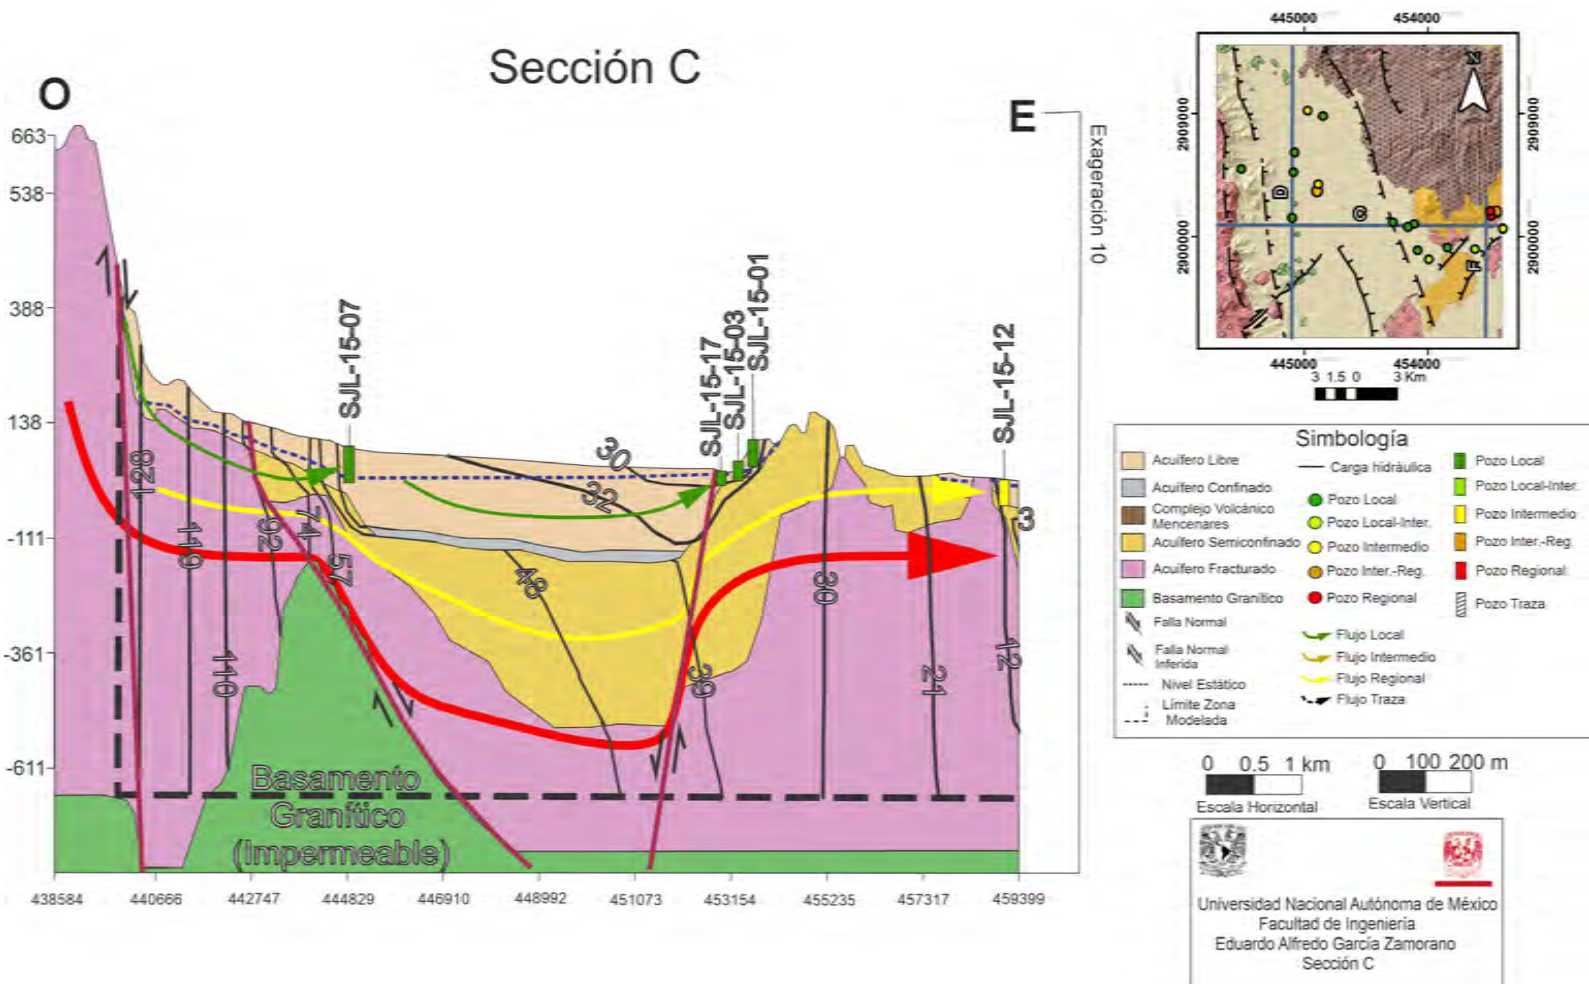 Sección C
O
E
Exageración 10
663
538
388
138
-111
-361
-611
438584
440666
442747
444829
446910
448992
451073
453154
455235
457317
459399
SJL-15-07
SJL-15-17
SJL-15-03
SJL-15-01
SJL-15-12
128
119
110
92
74
57
48
39
30
32
30
21
12
3
Basamento
Granítico
(Impermeable)
445000
454000
2909000
2900000
2909000
2900000
N
D
C
F
445000
454000
3 1.5 0 3 Km
Simbología
Acuífero Libre
Acuífero Confinado
Complejo Volcánico
Mencenares
Acuífero Semiconfinado
Acuífero Fracturado
Basamento Granítico
Falla Normal
Falla Normal
Inferida
Nivel Estático
Límite Zona
Modelada
Carga hidráulica
Pozo Local
Pozo Local-Inter.
Pozo Intermedio
Pozo Inter.-Reg.
Pozo Regional
Flujo Local
Flujo Intermedio
Flujo Regional
Flujo Traza
Pozo Local
Pozo Local-Inter.
Pozo Intermedio
Pozo Inter.-Reg.
Pozo Regional
Pozo Traza
0 0.5 1 km
Escala Horizontal
0 100 200 m
Escala Vertical
Universidad Nacional Autónoma de México
Facultad de Ingeniería
Eduardo Alfredo García Zamorano
Sección C